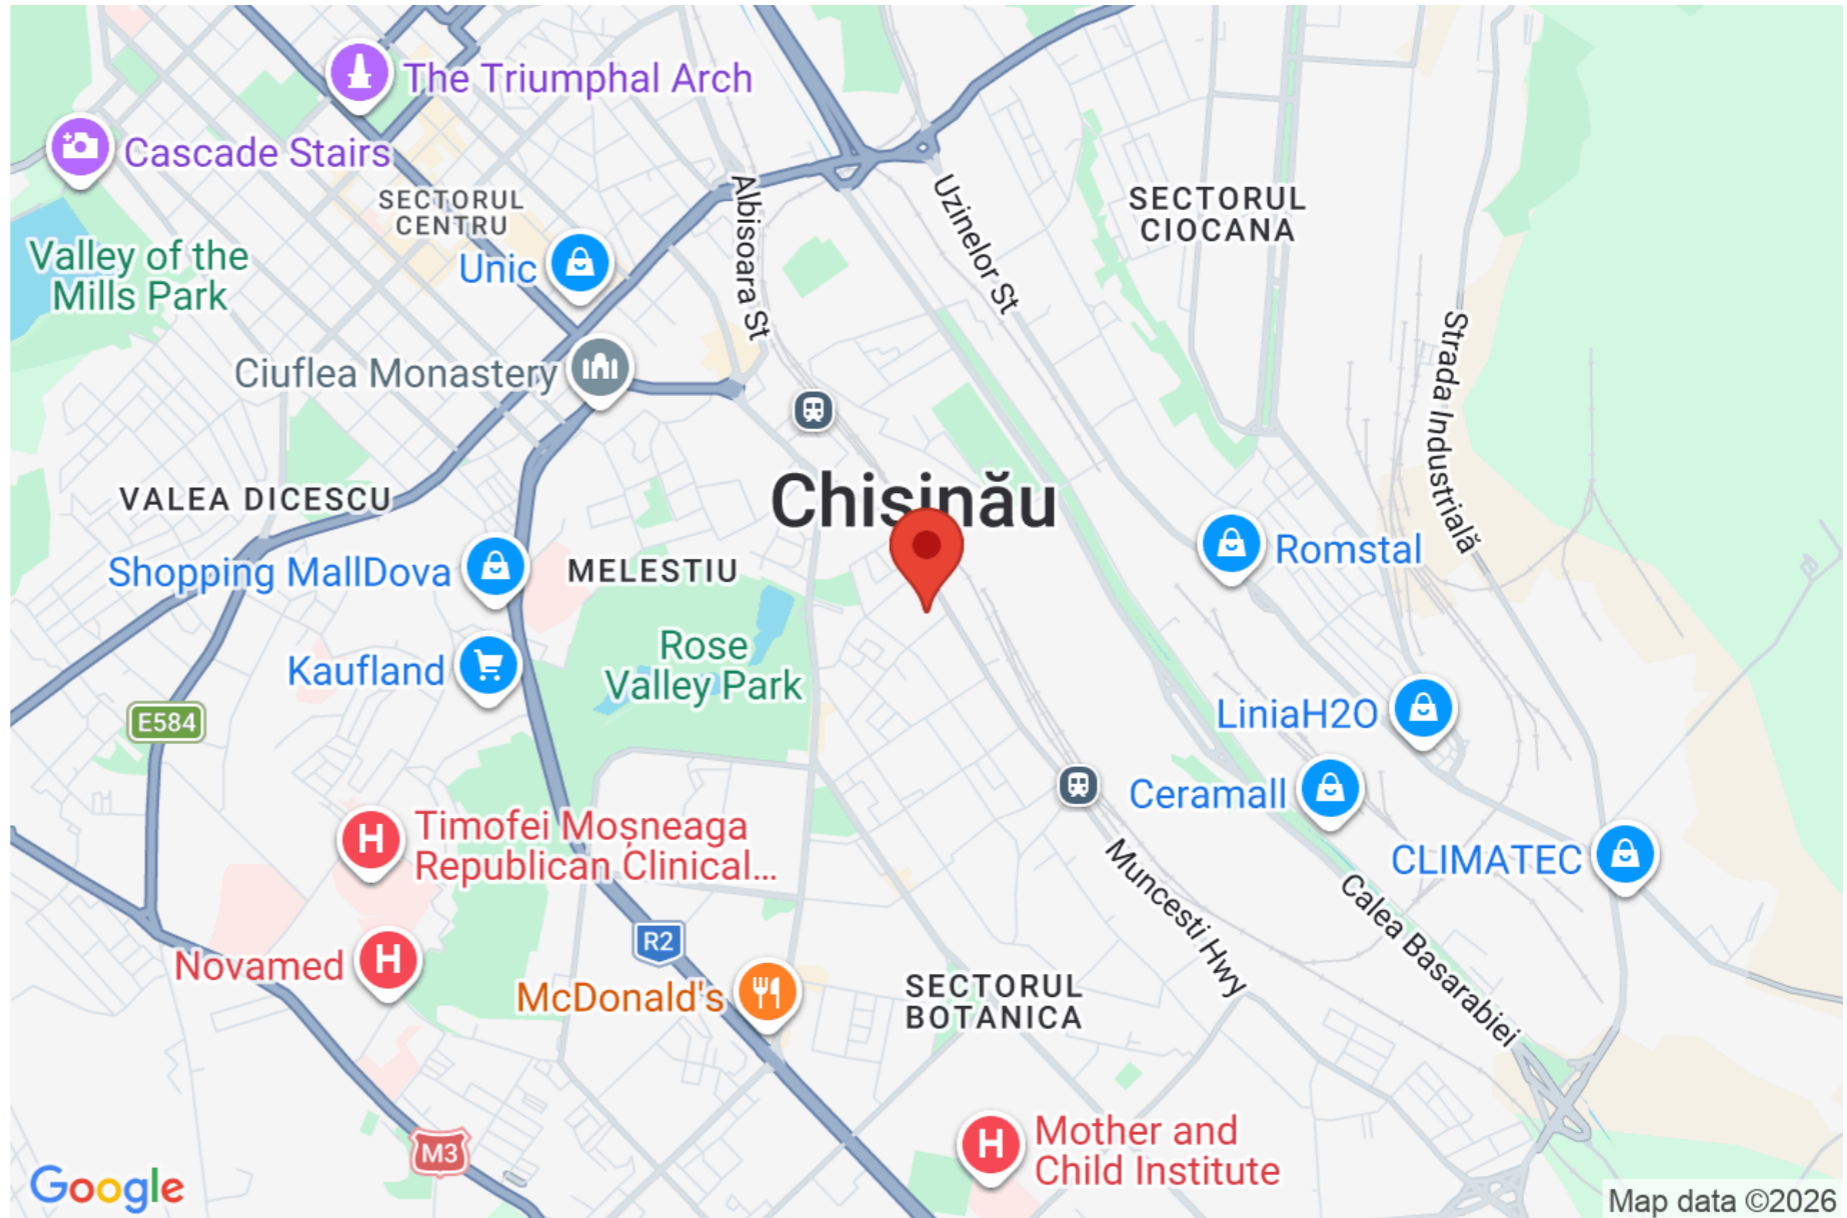 The Triumphal Arch
Cascade Stairs
SECTORUL
CENTRU
Valley of the
Mills Park
Unic
Albisoara St
Uzinelor St
SECTORUL
CIOCANA
Ciuflea Monastery
Strada Industrială
VALEA DICESCU
Chișinău
Shopping MallDova
MELESTIU
Romstal
Rose
Valley Park
Kaufland
E584
LiniaH2O
Ceramall
Timofei Moșneaga
Republican Clinical...
CLIMATEC
Muncesti Hwy
Calea Basarabiei
R2
Novamed
McDonald's
SECTORUL
BOTANICA
M3
Mother and
Child Institute
Google
Map data ©2026